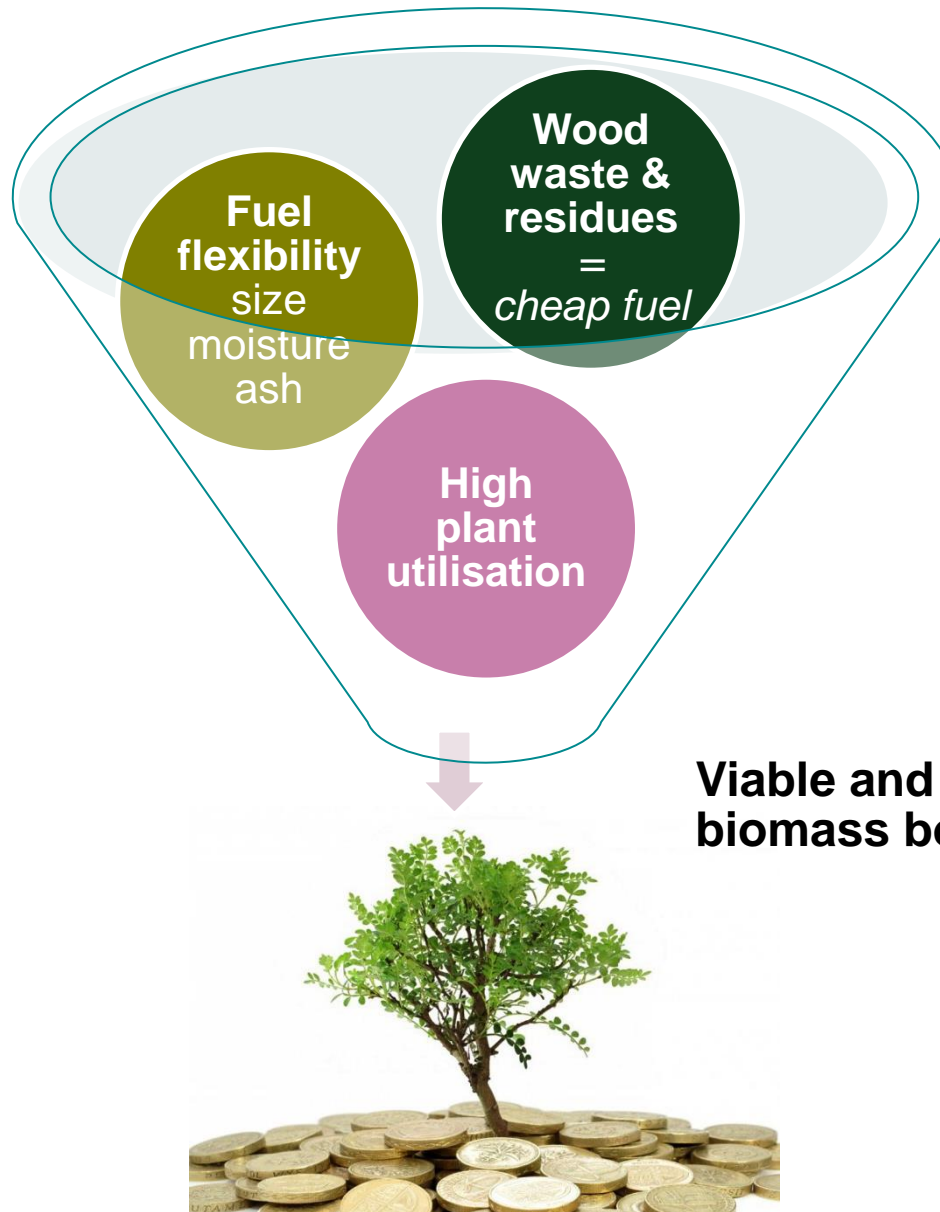 Fuel
flexibility
size
moisture
ash
Wood
waste &
residues
=
cheap fuel
High
plant
utilisation
Viable and
biomass